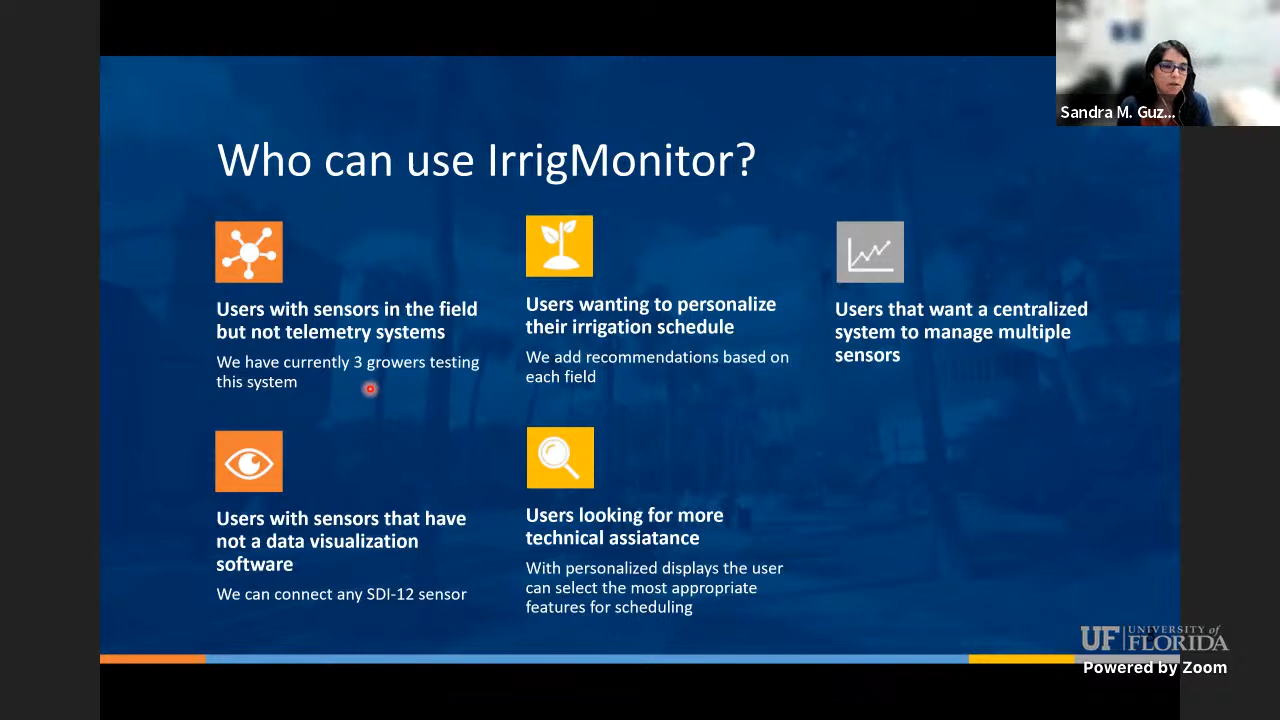 Sandra M. Guz...
Who can use IrrigMonitor?
Users with sensors in the field
but not telemetry systems
We have currently 3 growers testing
this system
Users wanting to personalize
their irrigation schedule
We add recommendations based on
each field
Users that want a centralized
system to manage multiple
sensors
Users with sensors that have
not a data visualization
software
We can connect any SDI-12 sensor
Users looking for more
technical assiatance
With personalized displays the user
can select the most appropriate
features for scheduling
UF UNIVERSITY of
FLORIDA
Powered by Zoom